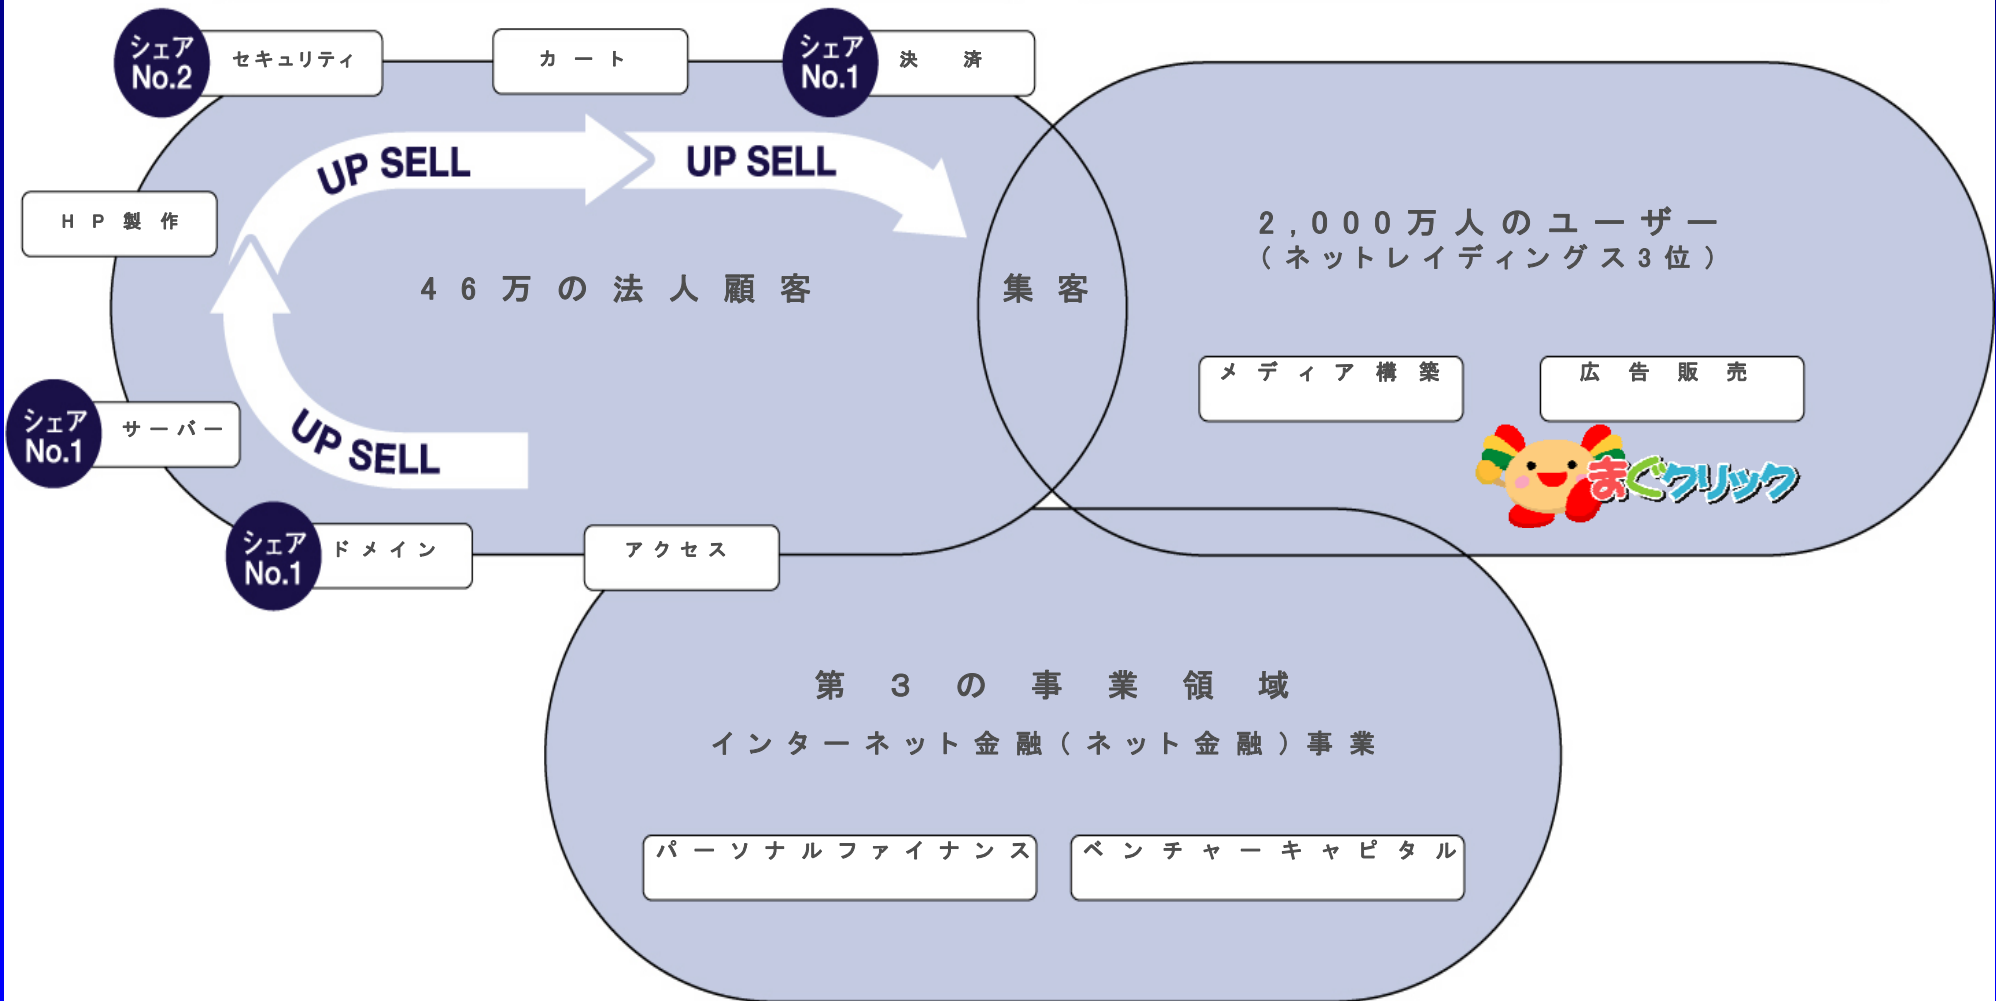 シェア
No.2
セキュリティ
カート
シェア
No.1
決済
UP SELL
UP SELL
HP製作
2,000万人のユーザー
(ネットレイディングス3位)
46万の法人顧客
集客
メディア構築
広告販売
シェア
No.1
サーバー
UP SELL
まぐクリック
シェア
No.1
ドメイン
アクセス
第3の事業領域
インターネット金融(ネット金融)事業
パーソナルファイナンス
ベンチャーキャピタル